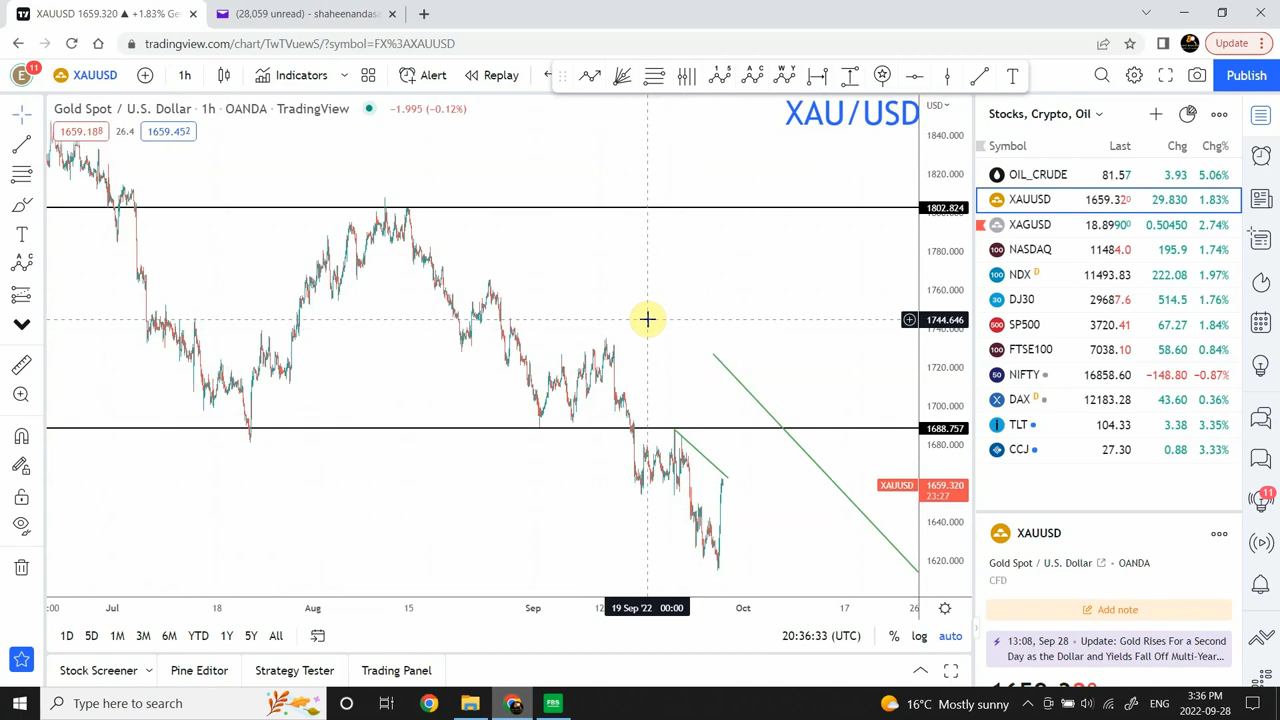 XAUUSD 1659.320 ▲ +1.83% Ge
(28,059 unread) - shaheendasa
tradingview.com/chart/TwTVuewS/?symbol=FX%3AXAUUSD
Update
E 11
XAUUSD
1h
Indicators
Alert
Replay
Publish
Gold Spot / U.S. Dollar · 1h · OANDA · TradingView
−1.995 (−0.12%)
1659.188
26.4
1659.452
XAU/USD
USD
1840.000
1820.000
1802.824
1780.000
1760.000
1744.646
1720.000
1700.000
1688.757
1680.000
XAUUSD 1659.320
23:27
1640.000
1620.000
:00 Jul 18 Aug 15 Sep 12 19 Sep '22 00:00 Oct 17 26
1D 5D 1M 3M 6M YTD 1Y 5Y All
20:36:33 (UTC)
% log auto
Stock Screener
Pine Editor
Strategy Tester
Trading Panel
Stocks, Crypto, Oil
Symbol Last Chg Chg%
OIL_CRUDE 81.57 3.93 5.06%
XAUUSD 1659.320 29.830 1.83%
XAGUSD 18.8990 0.50450 2.74%
NASDAQ 11484.0 195.9 1.74%
NDX D 11493.83 222.08 1.97%
DJ30 29687.6 514.5 1.76%
SP500 3720.41 67.27 1.84%
FTSE100 7038.10 58.60 0.84%
NIFTY 16858.60 −148.80 −0.87%
DAX D 12183.28 43.60 0.36%
TLT 104.33 3.38 3.35%
CCJ 27.30 0.88 3.33%
XAUUSD
Gold Spot / U.S. Dollar · OANDA
CFD
Add note
13:08, Sep 28 • Update: Gold Rises For a Second
Day as the Dollar and Yields Fall Off Multi-Year...
11
Type here to search
FBS
16°C Mostly sunny
ENG
3:36 PM
2022-09-28